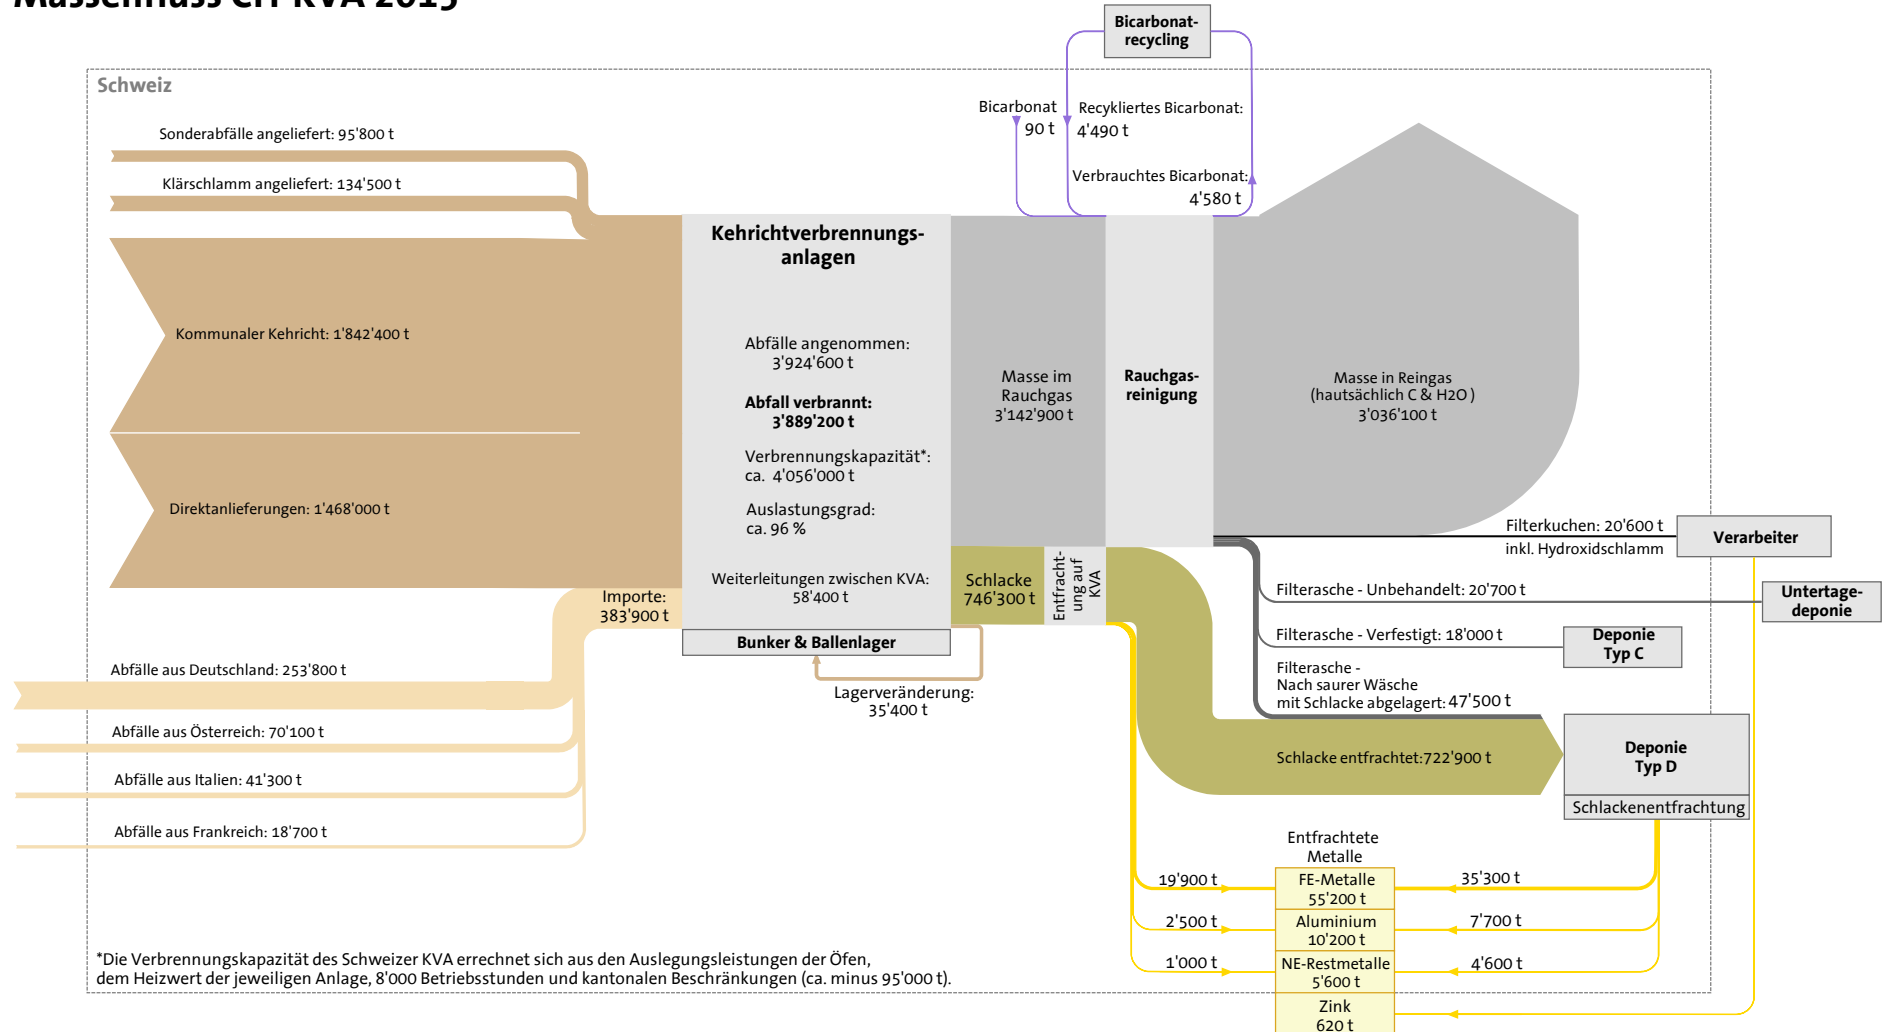 Massenfluss CH-KVA 2015
Bicarbonat-
recycling
Schweiz
Sonderabfälle angeliefert: 95'800 t
Bicarbonat
90 t
Recykliertes Bicarbonat:
4'490 t
Klärschlamm angeliefert: 134'500 t
Verbrauchtes Bicarbonat:
4'580 t
Kehrichtverbrennungs-
anlagen
Kommunaler Kehricht: 1'842'400 t
Abfälle angenommen:
3'924'600 t
Abfall verbrannt:
3'889'200 t
Verbrennungskapazität*:
ca. 4'056'000 t
Auslastungsgrad:
ca. 96 %
Weiterleitungen zwischen KVA:
58'400 t
Masse im
Rauchgas
3'142'900 t
Rauchgas-
reinigung
Masse in Reingas
(hautsächlich C & H2O )
3'036'100 t
Direktanlieferungen: 1'468'000 t
Filterkuchen: 20'600 t
inkl. Hydroxidschlamm
Verarbeiter
Importe:
383'900 t
Schlacke
746'300 t
Entfracht-
ung auf
KVA
Filterasche - Unbehandelt: 20'700 t
Untertage-
deponie
Bunker & Ballenlager
Filterasche - Verfestigt: 18'000 t
Deponie
Typ C
Abfälle aus Deutschland: 253'800 t
Lagerveränderung:
35'400 t
Filterasche -
Nach saurer Wäsche
mit Schlacke abgelagert: 47'500 t
Abfälle aus Österreich: 70'100 t
Schlacke entfrachtet:722'900 t
Deponie
Typ D
Abfälle aus Italien: 41'300 t
Schlackenentfrachtung
Abfälle aus Frankreich: 18'700 t
Entfrachtete
Metalle
19'900 t
FE-Metalle
55'200 t
35'300 t
2'500 t
Aluminium
10'200 t
7'700 t
1'000 t
NE-Restmetalle
5'600 t
4'600 t
Zink
620 t
*Die Verbrennungskapazität des Schweizer KVA errechnet sich aus den Auslegungsleistungen der Öfen,
dem Heizwert der jeweiligen Anlage, 8'000 Betriebsstunden und kantonalen Beschränkungen (ca. minus 95'000 t).